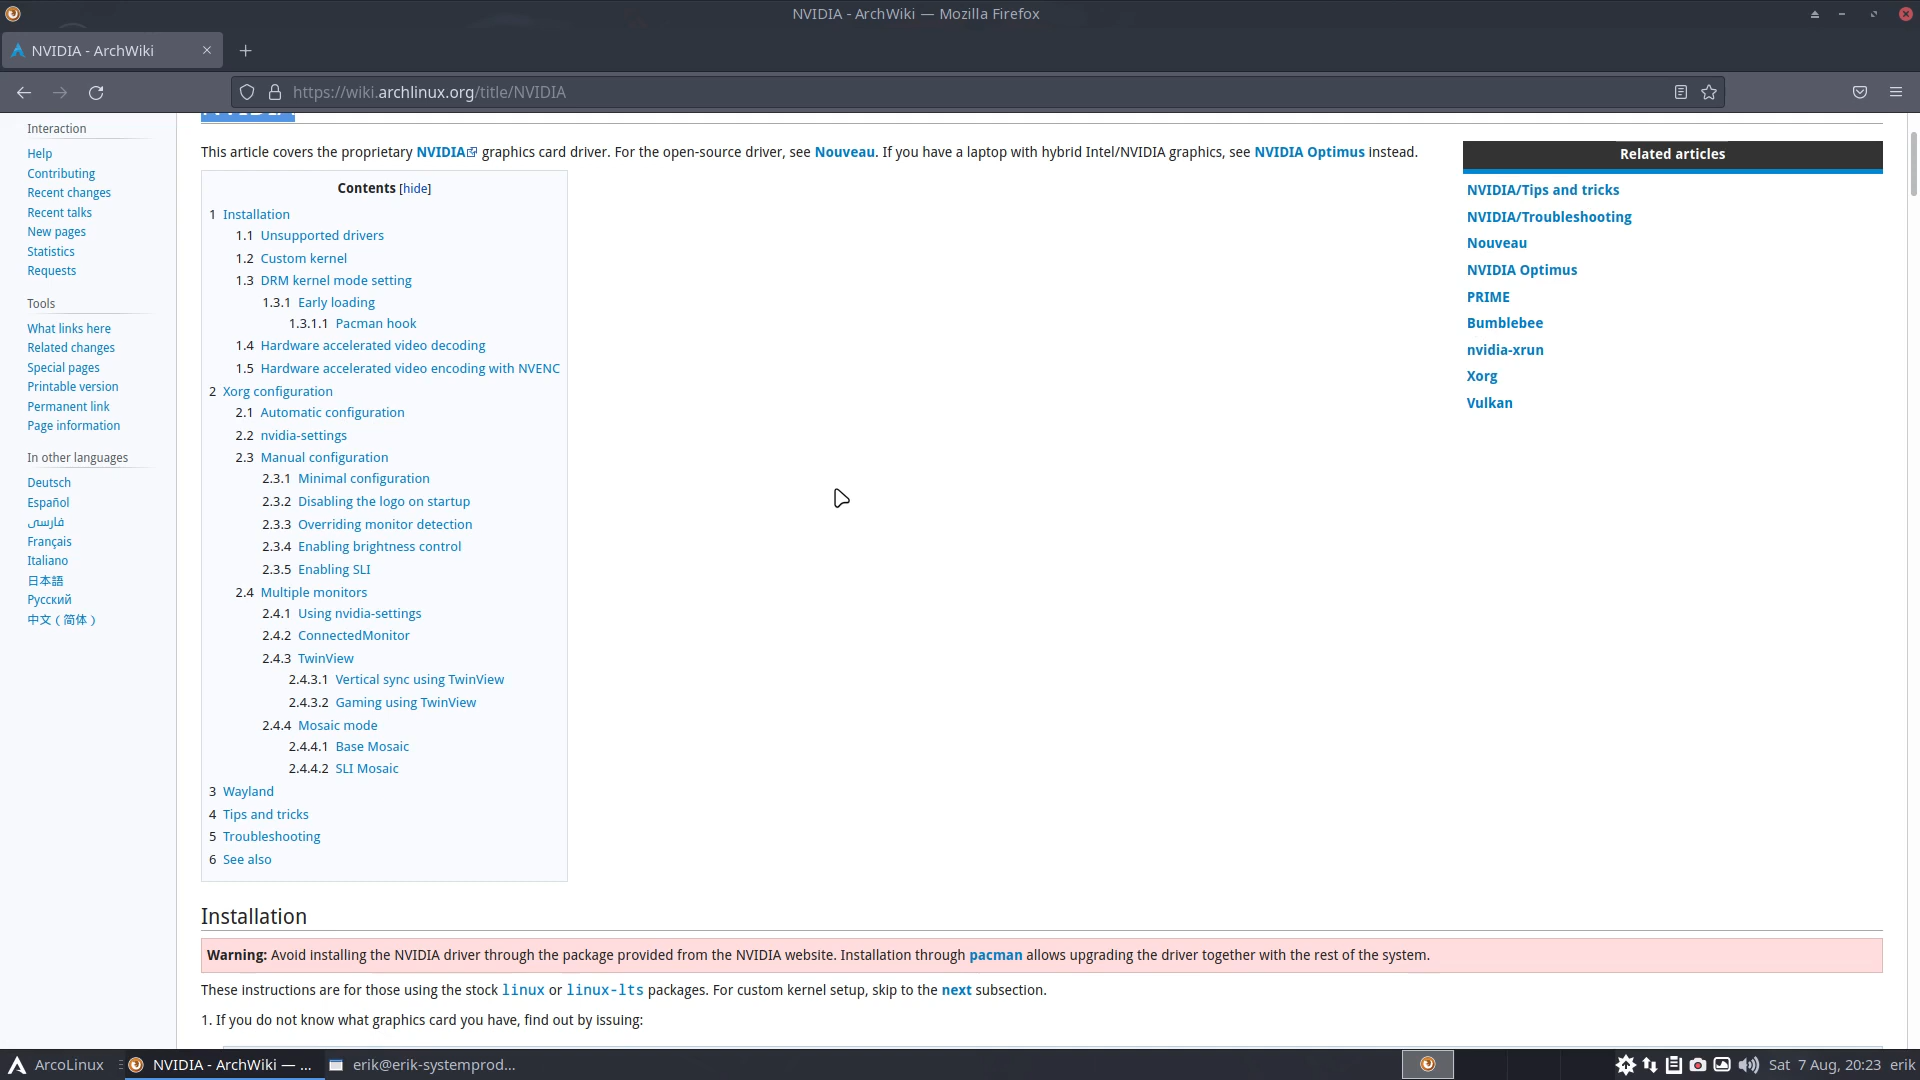 NVIDIA - ArchWiki — Mozilla Firefox
NVIDIA - ArchWiki
https://wiki.archlinux.org/title/NVIDIA
Interaction
Help
Contributing
Recent changes
Recent talks
New pages
Statistics
Requests
Tools
What links here
Related changes
Special pages
Printable version
Permanent link
Page information
In other languages
Deutsch
Español
فارسی
Français
Italiano
日本語
Русский
中文（简体）
This article covers the proprietary NVIDIA graphics card driver. For the open-source driver, see Nouveau. If you have a laptop with hybrid Intel/NVIDIA graphics, see NVIDIA Optimus instead.
Contents [hide]
1 Installation
1.1 Unsupported drivers
1.2 Custom kernel
1.3 DRM kernel mode setting
1.3.1 Early loading
1.3.1.1 Pacman hook
1.4 Hardware accelerated video decoding
1.5 Hardware accelerated video encoding with NVENC
2 Xorg configuration
2.1 Automatic configuration
2.2 nvidia-settings
2.3 Manual configuration
2.3.1 Minimal configuration
2.3.2 Disabling the logo on startup
2.3.3 Overriding monitor detection
2.3.4 Enabling brightness control
2.3.5 Enabling SLI
2.4 Multiple monitors
2.4.1 Using nvidia-settings
2.4.2 ConnectedMonitor
2.4.3 TwinView
2.4.3.1 Vertical sync using TwinView
2.4.3.2 Gaming using TwinView
2.4.4 Mosaic mode
2.4.4.1 Base Mosaic
2.4.4.2 SLI Mosaic
3 Wayland
4 Tips and tricks
5 Troubleshooting
6 See also
Related articles
NVIDIA/Tips and tricks
NVIDIA/Troubleshooting
Nouveau
NVIDIA Optimus
PRIME
Bumblebee
nvidia-xrun
Xorg
Vulkan
Installation
Warning: Avoid installing the NVIDIA driver through the package provided from the NVIDIA website. Installation through pacman allows upgrading the driver together with the rest of the system.
These instructions are for those using the stock linux or linux-lts packages. For custom kernel setup, skip to the next subsection.
1. If you do not know what graphics card you have, find out by issuing:
ArcoLinux
NVIDIA - ArchWiki — ...
erik@erik-systemprod...
Sat 7 Aug, 20:23 erik